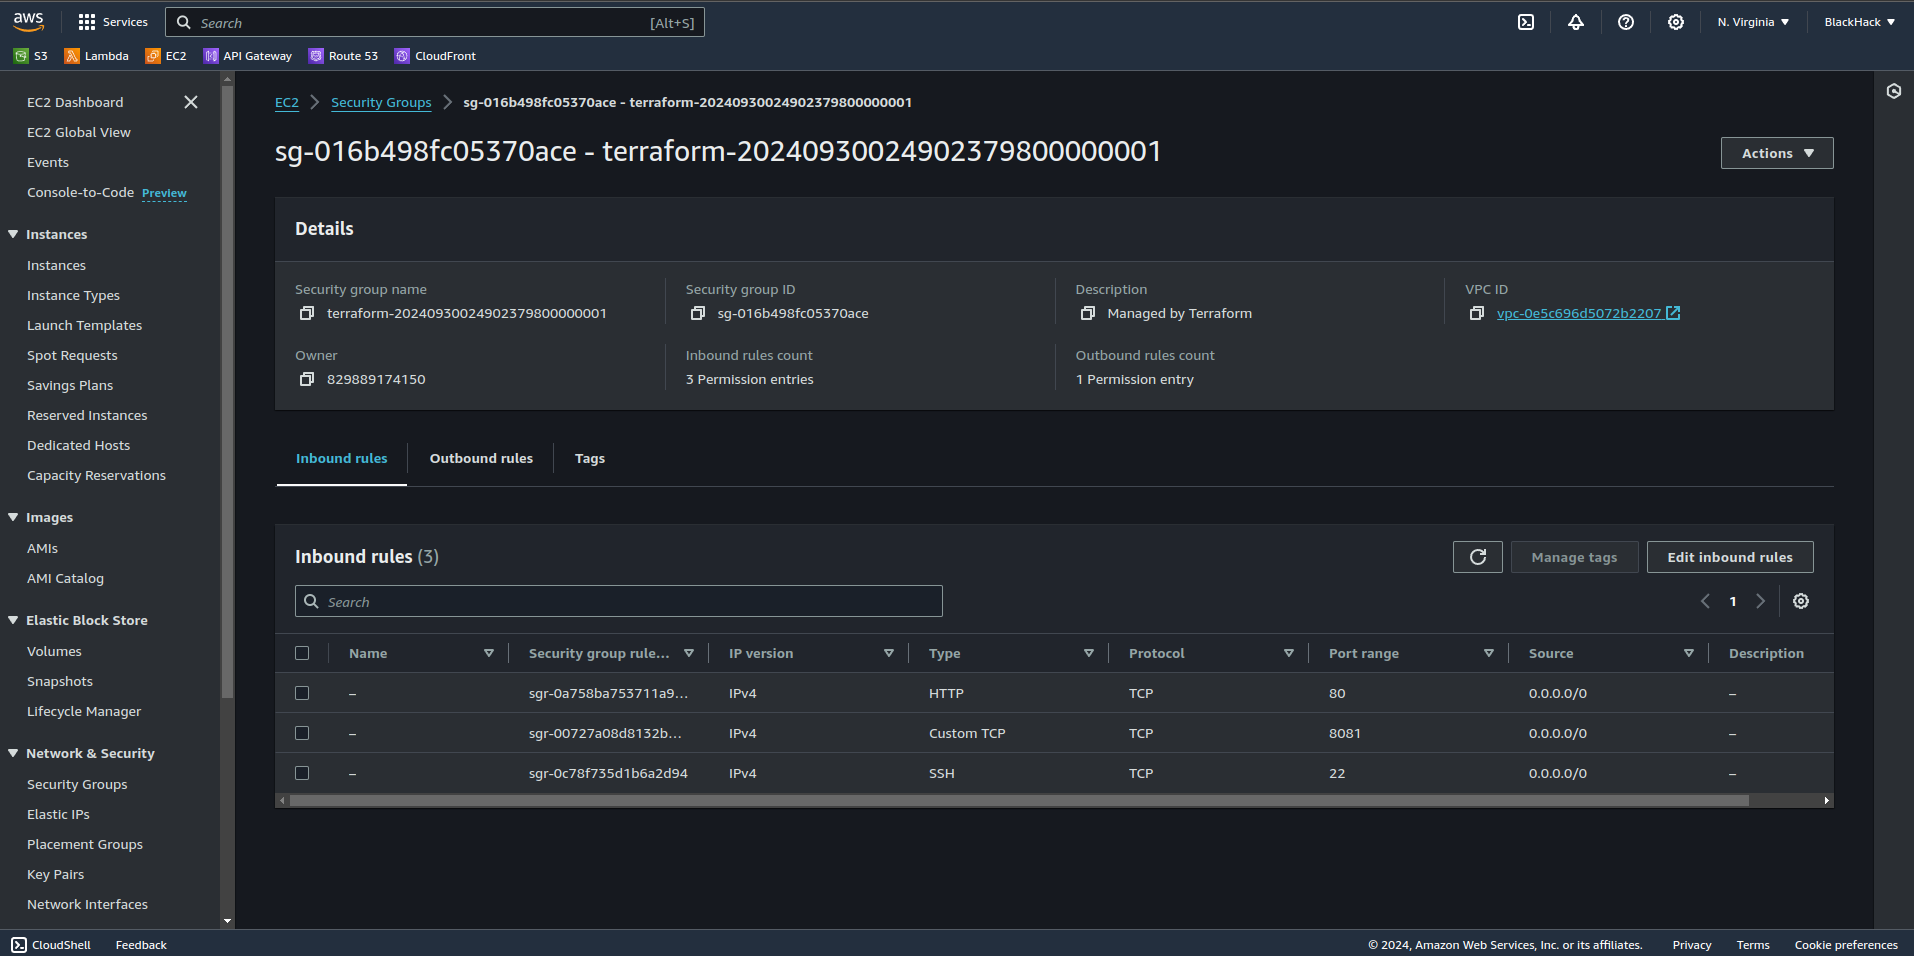 aws Services Search [Alt+S] N. Virginia BlackHack
S3 Lambda EC2 API Gateway Route 53 CloudFront
EC2 Dashboard
EC2 Global View
Events
Console-to-Code Preview
Instances
Instances
Instance Types
Launch Templates
Spot Requests
Savings Plans
Reserved Instances
Dedicated Hosts
Capacity Reservations
Images
AMIs
AMI Catalog
Elastic Block Store
Volumes
Snapshots
Lifecycle Manager
Network & Security
Security Groups
Elastic IPs
Placement Groups
Key Pairs
Network Interfaces
EC2 Security Groups sg-016b498fc05370ace - terraform-20240930024902379800000001
sg-016b498fc05370ace - terraform-20240930024902379800000001
Actions
Details
Security group name Security group ID Description VPC ID
terraform-20240930024902379800000001 sg-016b498fc05370ace Managed by Terraform vpc-0e5c696d5072b2207
Owner Inbound rules count Outbound rules count
829889174150 3 Permission entries 1 Permission entry
Inbound rules Outbound rules Tags
Inbound rules (3) Manage tags Edit inbound rules
Search 1
Name Security group rule... IP version Type Protocol Port range Source Description
– sgr-0a758ba753711a9... IPv4 HTTP TCP 80 0.0.0.0/0 –
– sgr-00727a08d8132b... IPv4 Custom TCP TCP 8081 0.0.0.0/0 –
– sgr-0c78f735d1b6a2d94 IPv4 SSH TCP 22 0.0.0.0/0 –
CloudShell Feedback © 2024, Amazon Web Services, Inc. or its affiliates. Privacy Terms Cookie preferences